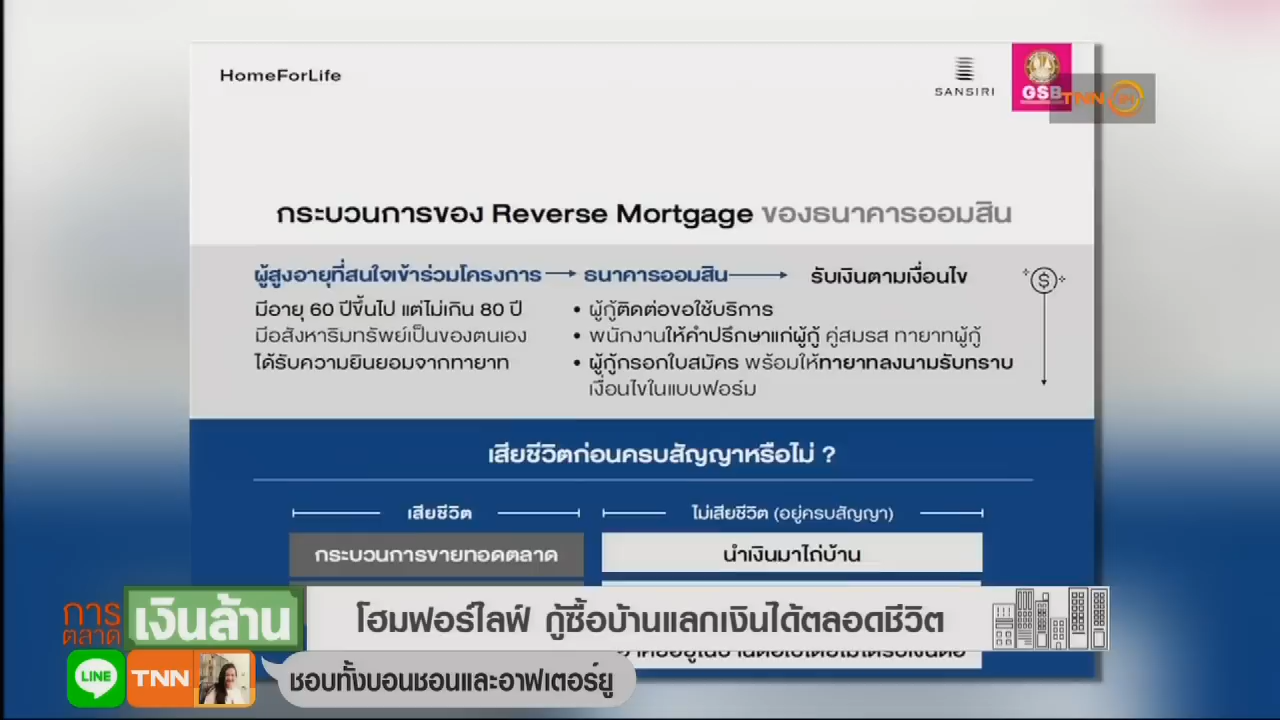 HomeForLife
SANSIRI
GSB
TNN
กระบวนการของ Reverse Mortgage ของธนาคารออมสิน
ผู้สูงอายุที่สนใจเข้าร่วมโครงการ
มีอายุ 60 ปีขึ้นไป แต่ไม่เกิน 80 ปี
มีอสังหาริมทรัพย์เป็นของตนเอง
ได้รับความยินยอมจากทายาท
ธนาคารออมสิน
• ผู้กู้ติดต่อขอใช้บริการ
• พนักงานให้คำปรึกษาแก่ผู้กู้ คู่สมรส ทายาทผู้กู้
• ผู้กู้กรอกใบสมัคร พร้อมให้ทายาทลงนามรับทราบ
เงื่อนไขในแบบฟอร์ม
รับเงินตามเงื่อนไข
$
เสียชีวิตก่อนครบสัญญาหรือไม่ ?
เสียชีวิต
ไม่เสียชีวิต (อยู่ครบสัญญา)
กระบวนการขายทอดตลาด
นำเงินมาไถ่บ้าน
การ
ตลาด
เงินล้าน
โฮมฟอร์ไลฟ์ กู้ซื้อบ้านแลกเงินได้ตลอดชีวิต
LINE
TNN
ชอบทั้งบอนชอนและอาฟเตอร์ยู